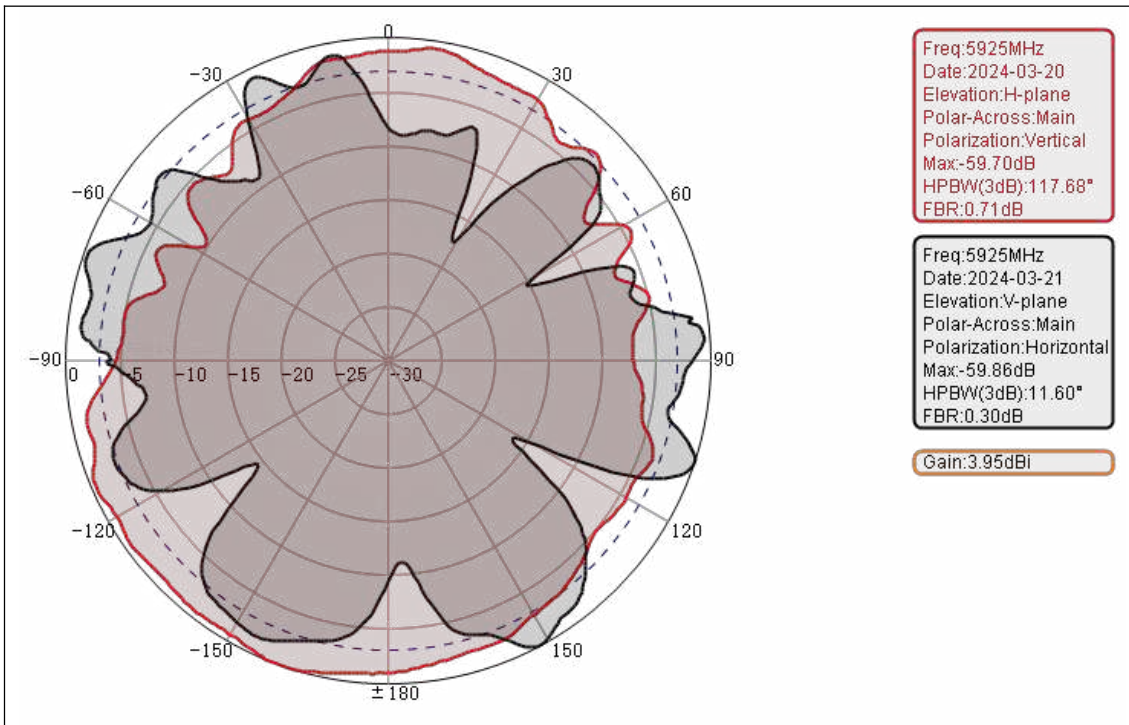 0
-30
30
-60
60
-90
0
-5
-10
-15
-20
-25
-30
90
-120
120
-150
150
±180
Freq:5925MHz
Date:2024-03-20
Elevation:H-plane
Polar-Across:Main
Polarization:Vertical
Max:-59.70dB
HPBW(3dB):117.68°
FBR:0.71dB
Freq:5925MHz
Date:2024-03-21
Elevation:V-plane
Polar-Across:Main
Polarization:Horizontal
Max:-59.86dB
HPBW(3dB):11.60°
FBR:0.30dB
Gain:3.95dBi